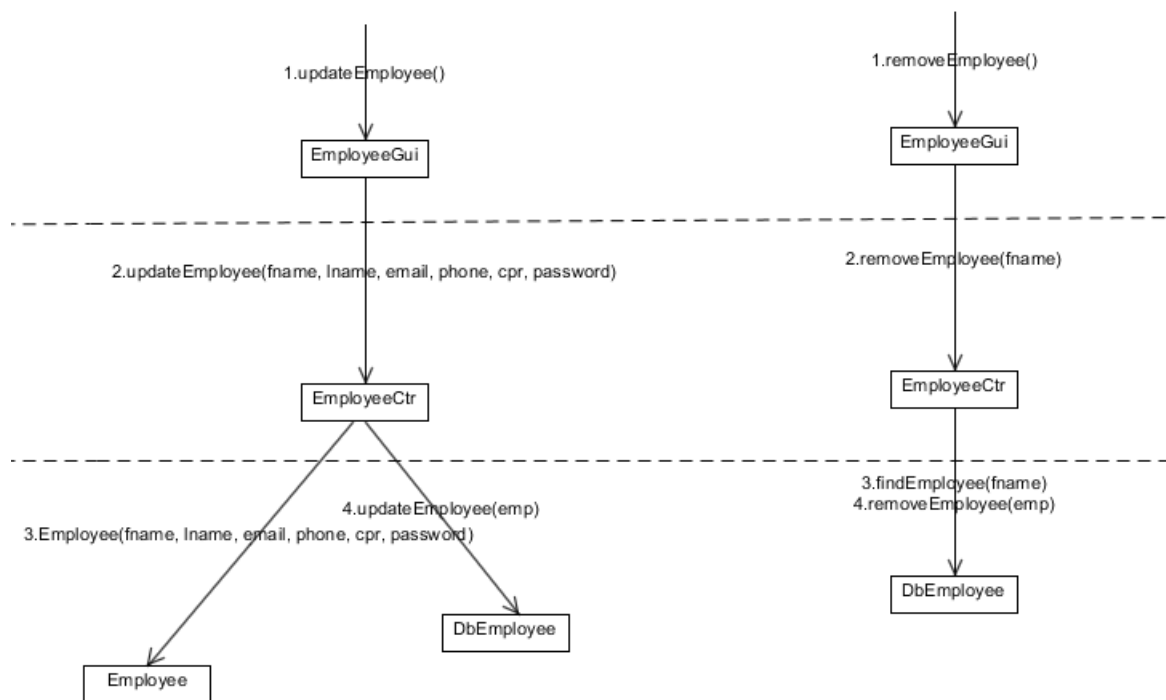 1.updateEmployee()
EmployeeGui
2.updateEmployee(fname, lname, email, phone, cpr, password)
EmployeeCtr
4.updateEmployee(emp)
3.Employee(fname, lname, email, phone, cpr, password)
DbEmployee
Employee
1.removeEmployee()
EmployeeGui
2.removeEmployee(fname)
EmployeeCtr
3.findEmployee(fname)
4.removeEmployee(emp)
DbEmployee